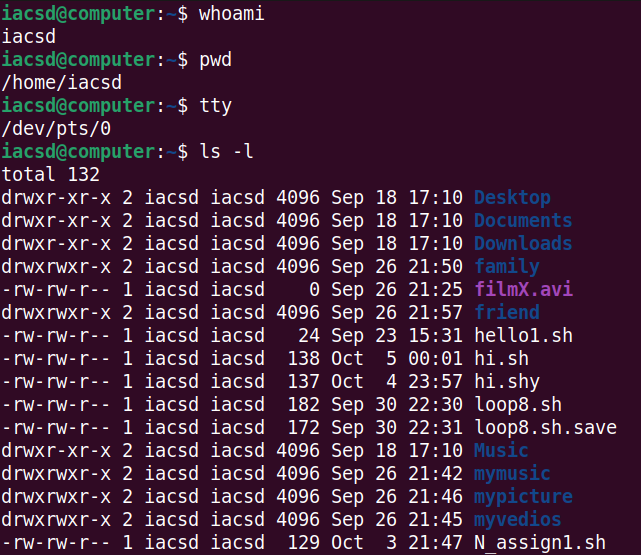 iacsd@computer:~$ whoami
iacsd
iacsd@computer:~$ pwd
/home/iacsd
iacsd@computer:~$ tty
/dev/pts/0
iacsd@computer:~$ ls -l
total 132
drwxr-xr-x 2 iacsd iacsd 4096 Sep 18 17:10 Desktop
drwxr-xr-x 2 iacsd iacsd 4096 Sep 18 17:10 Documents
drwxr-xr-x 2 iacsd iacsd 4096 Sep 18 17:10 Downloads
drwxrwxr-x 2 iacsd iacsd 4096 Sep 26 21:50 family
-rw-rw-r-- 1 iacsd iacsd    0 Sep 26 21:25 filmX.avi
drwxrwxr-x 2 iacsd iacsd 4096 Sep 26 21:57 friend
-rw-rw-r-- 1 iacsd iacsd   24 Sep 23 15:31 hello1.sh
-rw-rw-r-- 1 iacsd iacsd  138 Oct  5 00:01 hi.sh
-rw-rw-r-- 1 iacsd iacsd  137 Oct  4 23:57 hi.shy
-rw-rw-r-- 1 iacsd iacsd  182 Sep 30 22:30 loop8.sh
-rw-rw-r-- 1 iacsd iacsd  172 Sep 30 22:31 loop8.sh.save
drwxr-xr-x 2 iacsd iacsd 4096 Sep 18 17:10 Music
drwxrwxr-x 2 iacsd iacsd 4096 Sep 26 21:42 mymusic
drwxrwxr-x 2 iacsd iacsd 4096 Sep 26 21:46 mypicture
drwxrwxr-x 2 iacsd iacsd 4096 Sep 26 21:45 myvedios
-rw-rw-r-- 1 iacsd iacsd  129 Oct  3 21:47 N_assign1.sh